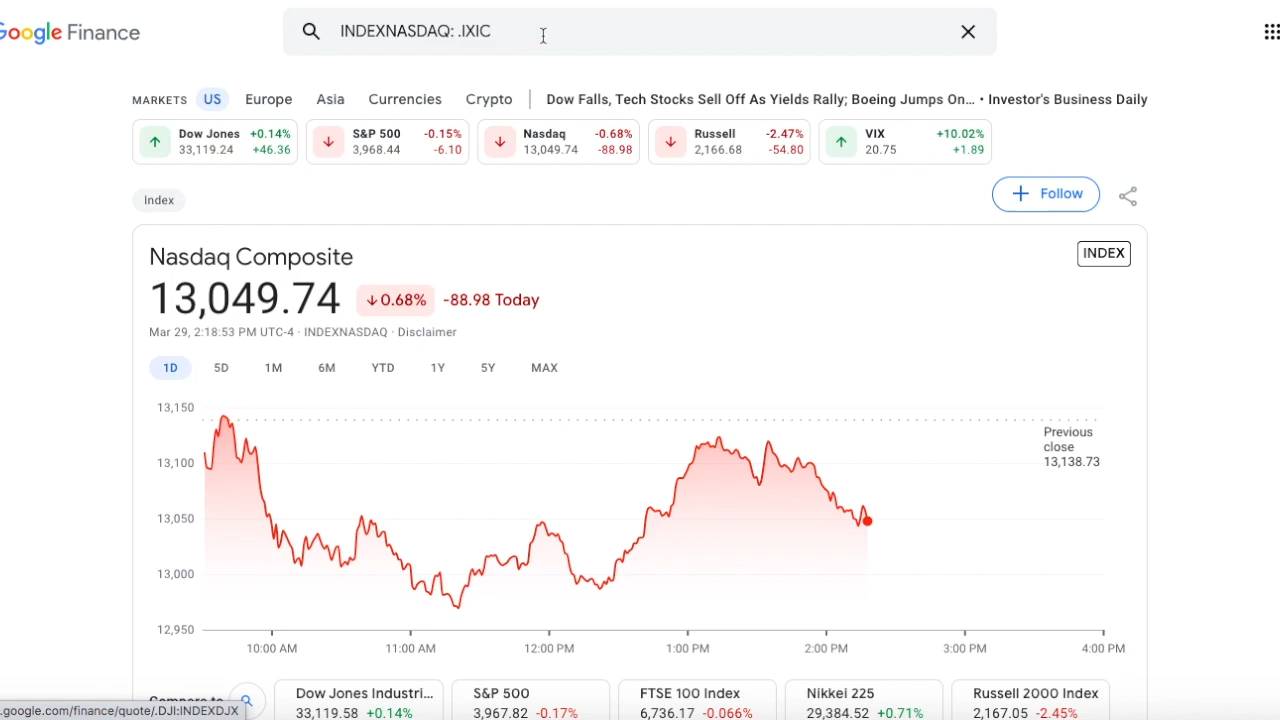 Google Finance
INDEXNASDAQ: .IXIC
MARKETS US Europe Asia Currencies Crypto Dow Falls, Tech Stocks Sell Off As Yields Rally; Boeing Jumps On... • Investor's Business Daily
Dow Jones +0.14% S&P 500 -0.15% Nasdaq -0.68% Russell -2.47% VIX +10.02%
33,119.24 +46.36 3,968.44 -6.10 13,049.74 -88.98 2,166.68 -54.80 20.75 +1.89
Index
Follow
Nasdaq Composite
INDEX
13,049.74 0.68% -88.98 Today
Mar 29, 2:18:53 PM UTC-4 · INDEXNASDAQ · Disclaimer
1D 5D 1M 6M YTD 1Y 5Y MAX
13,150
Previous
close
13,138.73
13,100
13,050
13,000
12,950
10:00 AM 11:00 AM 12:00 PM 1:00 PM 2:00 PM 3:00 PM 4:00 PM
Compare to
Dow Jones Industri... S&P 500 FTSE 100 Index Nikkei 225 Russell 2000 Index
33,119.58 +0.14% 3,967.82 -0.17% 6,736.17 -0.066% 29,384.52 +0.71% 2,167.05 -2.45%
.google.com/finance/quote/.DJI:INDEXDJX